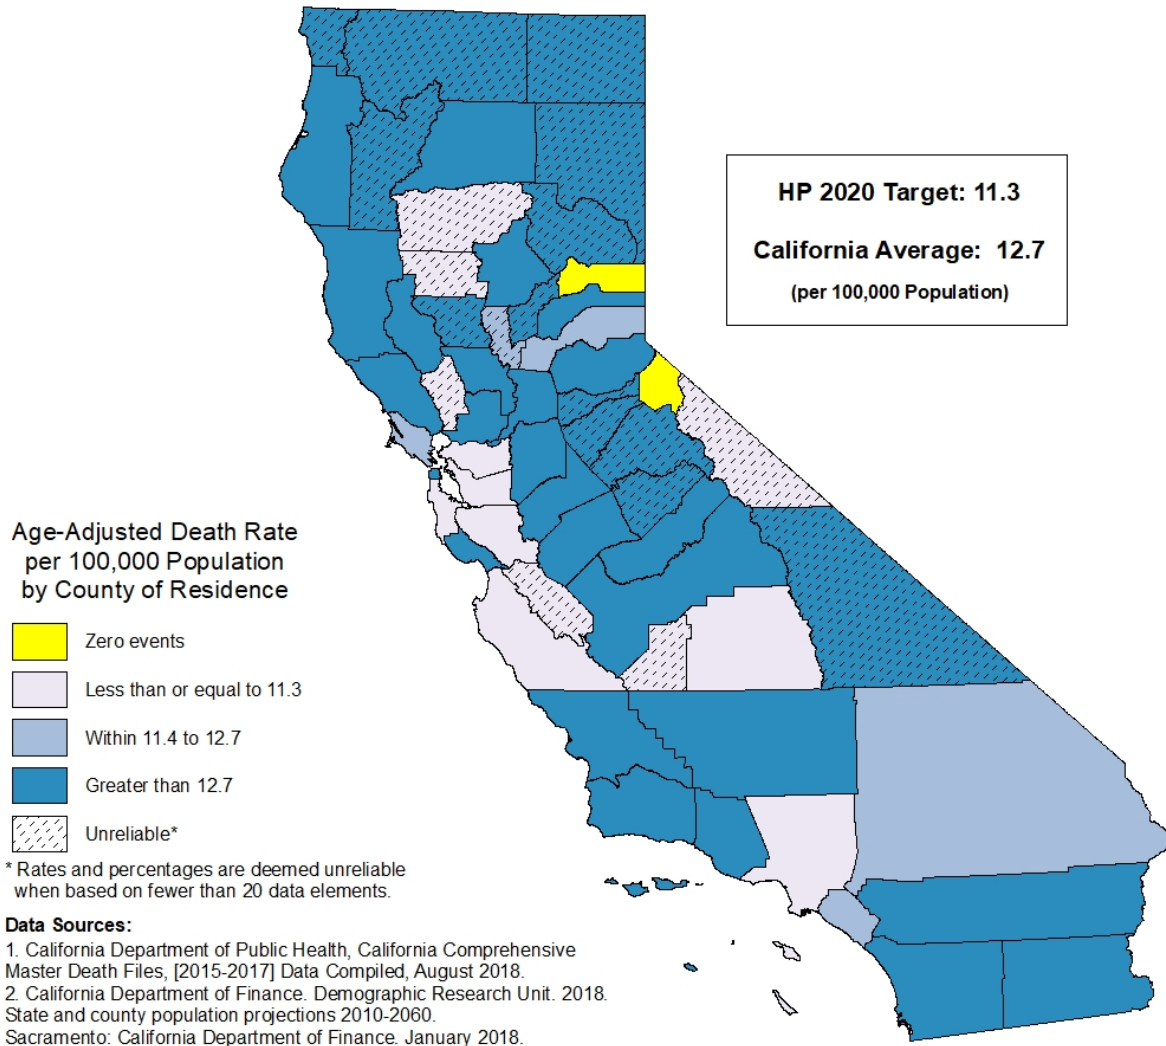 HP 2020 Target: 11.3
California Average: 12.7
(per 100,000 Population)
Age-Adjusted Death Rate
per 100,000 Population
by County of Residence
Zero events
Less than or equal to 11.3
Within 11.4 to 12.7
Greater than 12.7
Unreliable*
* Rates and percentages are deemed unreliable
when based on fewer than 20 data elements.
Data Sources:
1. California Department of Public Health, California Comprehensive
Master Death Files, [2015-2017] Data Compiled, August 2018.
2. California Department of Finance. Demographic Research Unit. 2018.
State and county population projections 2010-2060.
Sacramento: California Department of Finance. January 2018.